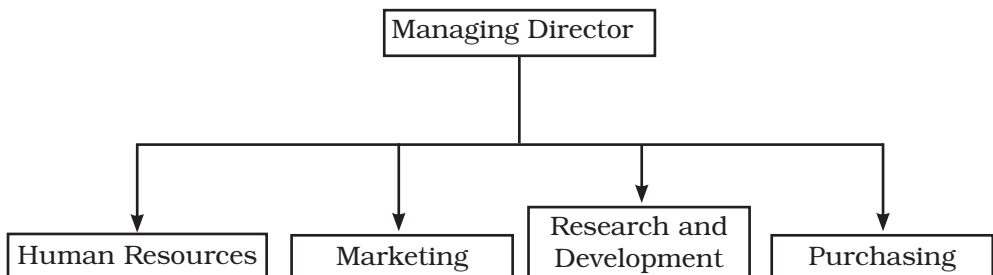 Managing Director
Human Resources
Marketing
Research and
Development
Purchasing